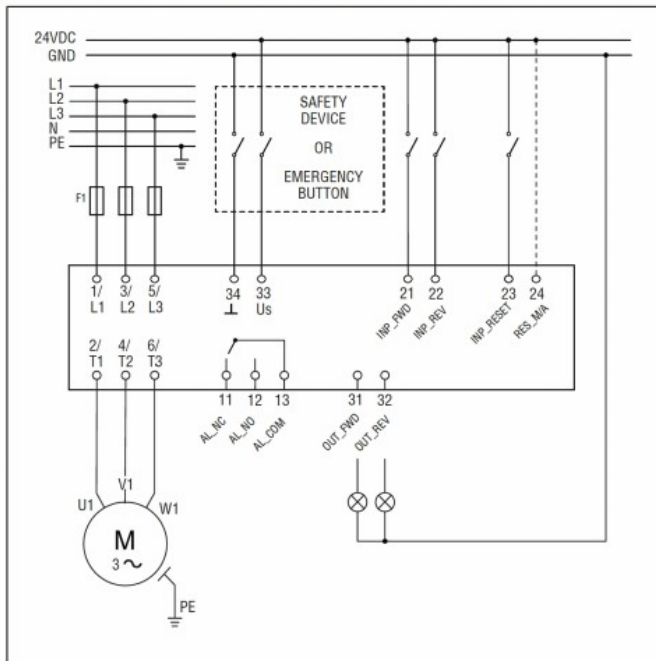 24VDC
GND
L1
L2
L3
N
PE
SAFETY
DEVICE
OR
EMERGENCY
BUTTON
F1
1/
L1
3/
L2
5/
L3
34
⊥
33
Us
21
INP_FWD
22
INP_REV
23
INP_RESET
24
RES_M/A
2/
T1
4/
T2
6/
T3
11
AL_NC
12
AL_NO
13
AL_COM
31
OUT_FWD
32
OUT_REV
U1
V1
W1
M
3 ~
PE